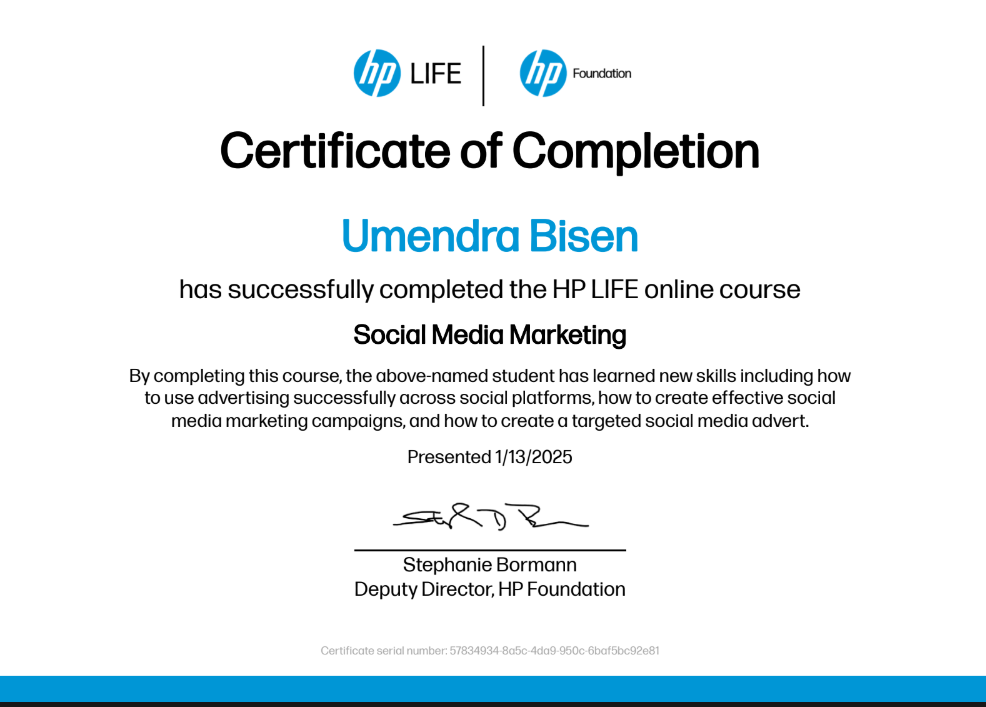 hp LIFE
hp Foundation
Certificate of Completion
Umendra Bisen
has successfully completed the HP LIFE online course
Social Media Marketing
By completing this course, the above-named student has learned new skills including how
to use advertising successfully across social platforms, how to create effective social
media marketing campaigns, and how to create a targeted social media advert.
Presented 1/13/2025
Stephanie Bormann
Deputy Director, HP Foundation
Certificate serial number: 57834934-8a5c-4da9-950c-6baf5bc92e81